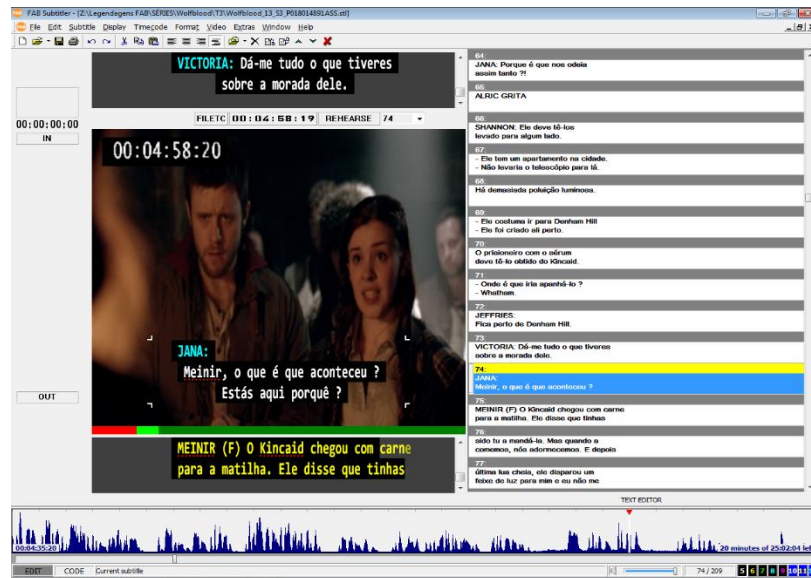 FAB Subtitler - [Z:\Legendagens FAB\SÉRIES\Wolfblood\T3\Wolfblood_13_S3_P018014891ASS.stl]
File Edit Subtitle Display Timecode Format Video Extras Window Help
VICTORIA: Dá-me tudo o que tiveres
sobre a morada dele.
00:00:00:00
IN
FILETC 00:04:58:19 REHEARSE 74
00:04:58:20
JANA:
Meinir, o que é que aconteceu ?
Estás aqui porquê ?
OUT
MEINIR (F) O Kincaid chegou com carne
para a matilha. Ele disse que tinhas
64:
JANA: Porque é que nos odeia
assim tanto ?!
65:
ALRIC GRITA
66:
SHANNON: Ele deve tê-los
levado para algum lado.
67:
- Ele tem um apartamento na cidade.
- Não levaria o telescópio para lá.
68:
Há demasiada poluição luminosa.
69:
- Ele costuma ir para Denham Hill
- Ele foi criado ali perto.
70:
O prisioneiro com o sérum
deve tê-lo obtido do Kincaid.
71:
- Onde é que iria apanhá-lo ?
- Whatham.
72:
JEFFRIES:
Fica perto de Denham Hill.
73:
VICTORIA: Dá-me tudo o que tiveres
sobre a morada dele.
74:
JANA:
Meinir, o que é que aconteceu ?
75:
MEINIR (F) O Kincaid chegou com carne
para a matilha. Ele disse que tinhas
76:
sido tu a mandá-la. Mas quando a
comemos, nós adormecemos. E depois
77:
última lua cheia, ele disparou um
feixe de luz para mim e eu não me
TEXT EDITOR
00:04:35:20
20 minutes of 25:02:04 left
EDIT CODE Current subtitle 74 / 209 5 6 7 8 9 10 11